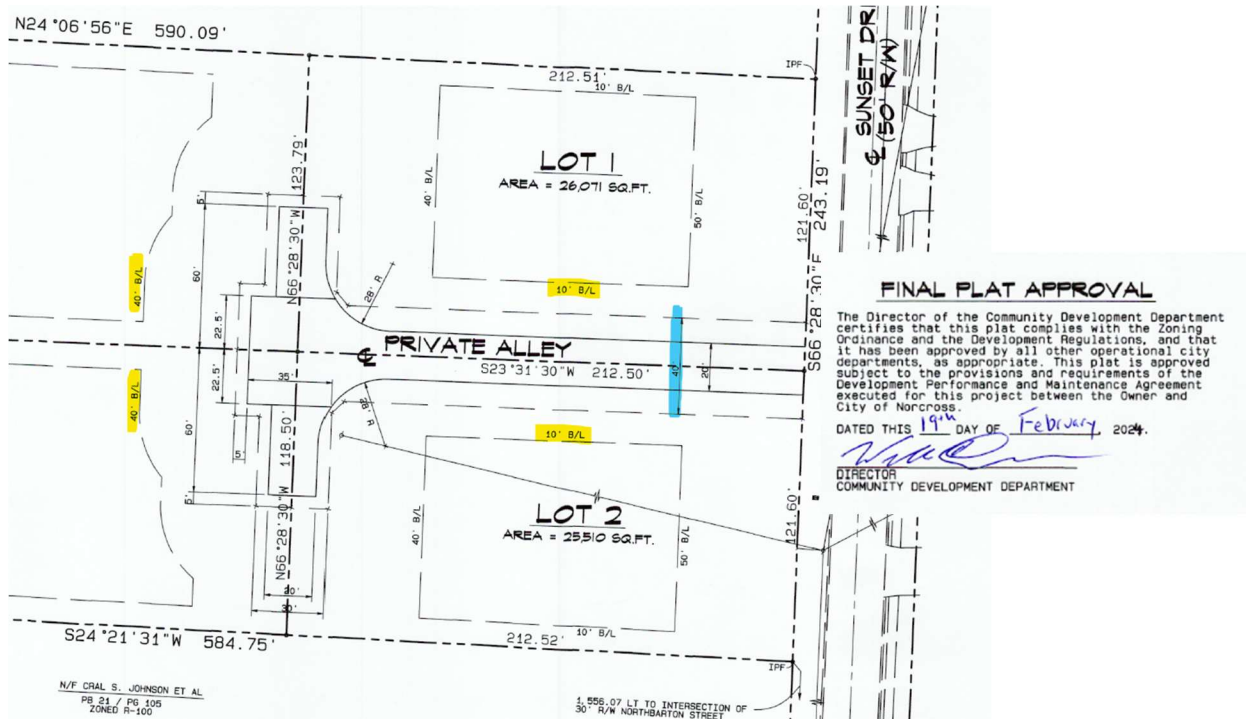 N24°06'56"E 590.09'
212.51'
10' B/L
IPF
℄ SUNSET DRI
(50' R/W)
LOT 1
AREA = 26,071 SQ.FT.
40' B/L
50' B/L
10' B/L
N66°28'30"W 123.79'
5'
60'
40' B/L
22.5'
28' R
121.60'
S66°28'30"E 243.19'
℄ PRIVATE ALLEY
S23°31'30"W 212.50'
40'
20'
22.5'
35'
28' R
40' B/L
60'
5'
5'
N66°28'30"W 118.50'
20'
30'
10' B/L
LOT 2
AREA = 25,510 SQ.FT.
40' B/L
50' B/L
121.60'
10' B/L
212.52'
IPF
S24°21'31"W 584.75'
N/F CRAL S. JOHNSON ET AL
PB 21 / PG 105
ZONED R-100
1,556.07 LT TO INTERSECTION OF
30' R/W NORTHBARTON STREET
FINAL PLAT APPROVAL
The Director of the Community Development Department
certifies that this plat complies with the Zoning
Ordinance and the Development Regulations, and that
it has been approved by all other operational city
departments, as appropriate. This plat is approved
subject to the provisions and requirements of the
Development Performance and Maintenance Agreement
executed for this project between the Owner and
City of Norcross.
DATED THIS 19th DAY OF February, 2024.
DIRECTOR
COMMUNITY DEVELOPMENT DEPARTMENT